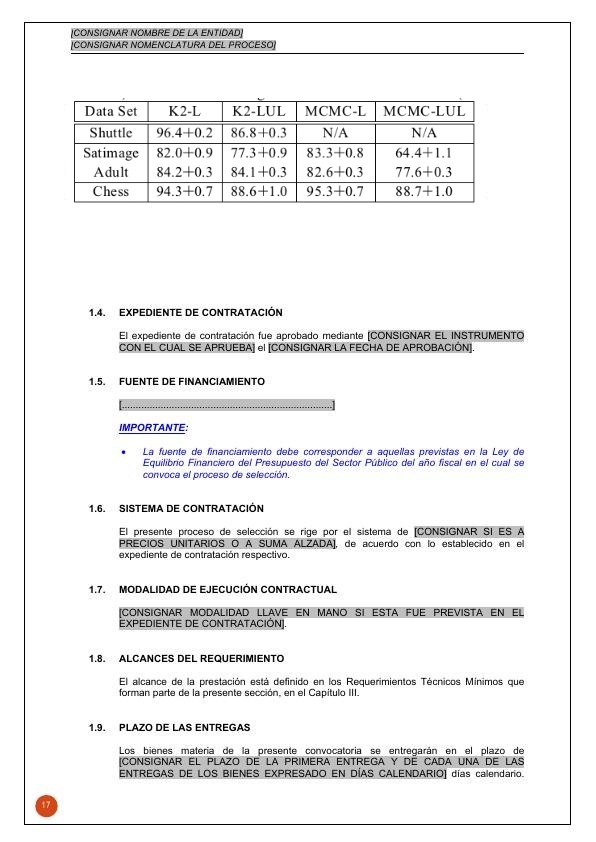 [CONSIGNAR NOMBRE DE LA ENTIDAD]
[CONSIGNAR NOMENCLATURA DEL PROCESO]
Data Set K2-L K2-LUL MCMC-L MCMC-LUL
Shuttle 96.4+0.2 86.8+0.3 N/A N/A
Satimage 82.0+0.9 77.3+0.9 83.3+0.8 64.4+1.1
Adult 84.2+0.3 84.1+0.3 82.6+0.3 77.6+0.3
Chess 94.3+0.7 88.6+1.0 95.3+0.7 88.7+1.0
1.4. EXPEDIENTE DE CONTRATACIÓN
El expediente de contratación fue aprobado mediante [CONSIGNAR EL INSTRUMENTO
CON EL CUAL SE APRUEBA] el [CONSIGNAR LA FECHA DE APROBACIÓN].
1.5. FUENTE DE FINANCIAMIENTO
[...........................................................................]
IMPORTANTE:
• La fuente de financiamiento debe corresponder a aquellas previstas en la Ley de
Equilibrio Financiero del Presupuesto del Sector Público del año fiscal en el cual se
convoca el proceso de selección.
1.6. SISTEMA DE CONTRATACIÓN
El presente proceso de selección se rige por el sistema de [CONSIGNAR SI ES A
PRECIOS UNITARIOS O A SUMA ALZADA], de acuerdo con lo establecido en el
expediente de contratación respectivo.
1.7. MODALIDAD DE EJECUCIÓN CONTRACTUAL
[CONSIGNAR MODALIDAD LLAVE EN MANO SI ESTA FUE PREVISTA EN EL
EXPEDIENTE DE CONTRATACIÓN].
1.8. ALCANCES DEL REQUERIMIENTO
El alcance de la prestación está definido en los Requerimientos Técnicos Mínimos que
forman parte de la presente sección, en el Capítulo III.
1.9. PLAZO DE LAS ENTREGAS
Los bienes materia de la presente convocatoria se entregarán en el plazo de
[CONSIGNAR EL PLAZO DE LA PRIMERA ENTREGA Y DE CADA UNA DE LAS
ENTREGAS DE LOS BIENES EXPRESADO EN DÍAS CALENDARIO] días calendario.
17